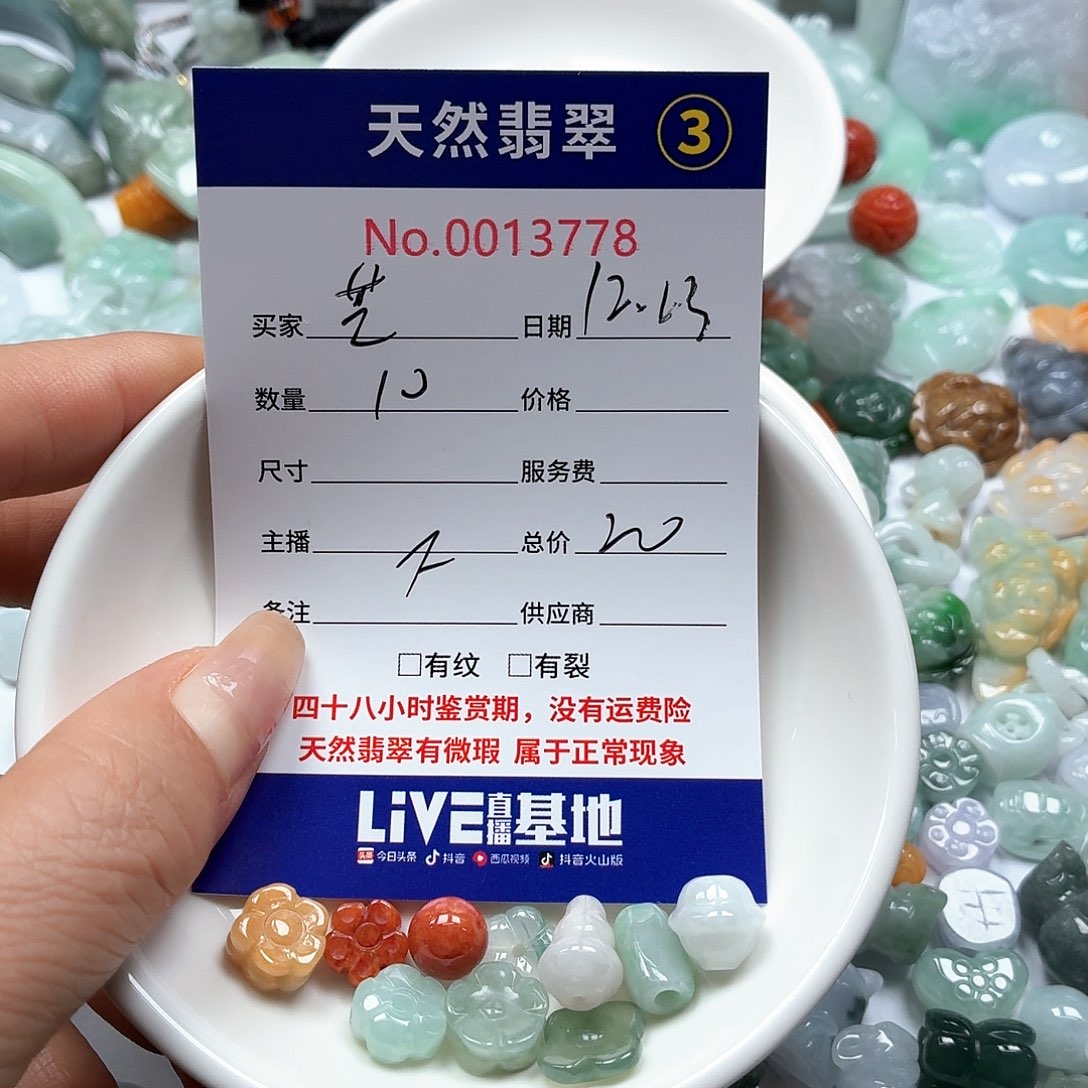 天然翡翠 ③
No.0013778
买家 芝 日期 12.13
数量 10 价格
尺寸 服务费
主播 总价 20
备注 供应商
□有纹 □有裂
四十八小时鉴赏期，没有运费险
天然翡翠有微瑕 属于正常现象
LiVE直播基地
头条 今日头条 抖音 西瓜视频 抖音火山版